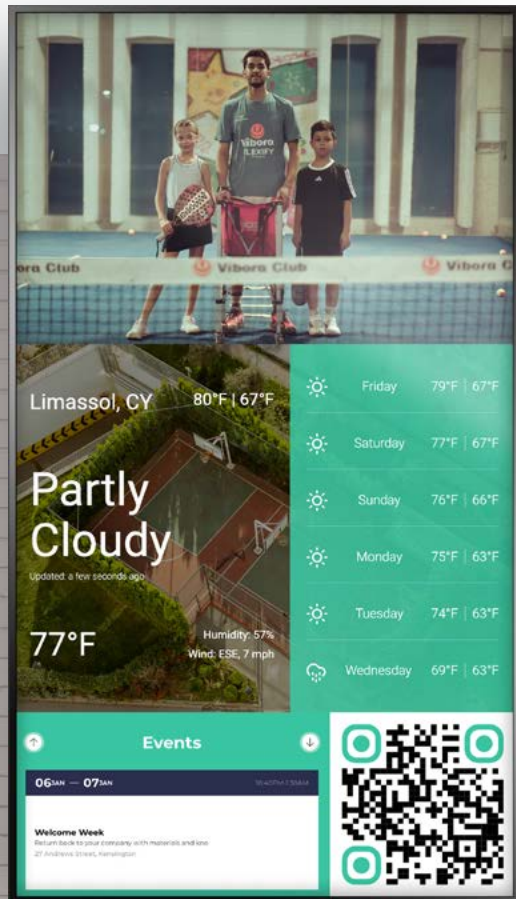 Vibora
FLEXIFY
ora Club
Vibora Club
Vibora C
Limassol, CY
80°F | 67°F
Partly
Cloudy
Updated: a few seconds ago
77°F
Humidity: 57%
Wind: ESE, 7 mph
Friday 79°F | 67°F
Saturday 77°F | 67°F
Sunday 76°F | 66°F
Monday 75°F | 63°F
Tuesday 74°F | 63°F
Wednesday 69°F | 63°F
Events
06JAN — 07JAN
Welcome Week
Return back to your company with materials and
27 Andrews Street, Kensington